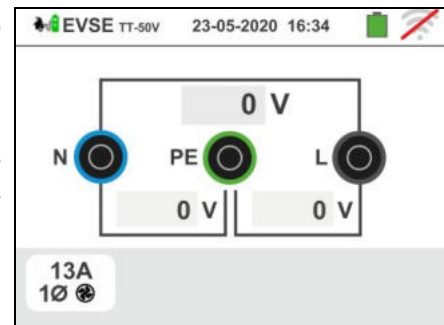 EVSE TT-50V 23-05-2020 16:34
0 V
N PE L
0 V 0 V
13A
1Ø